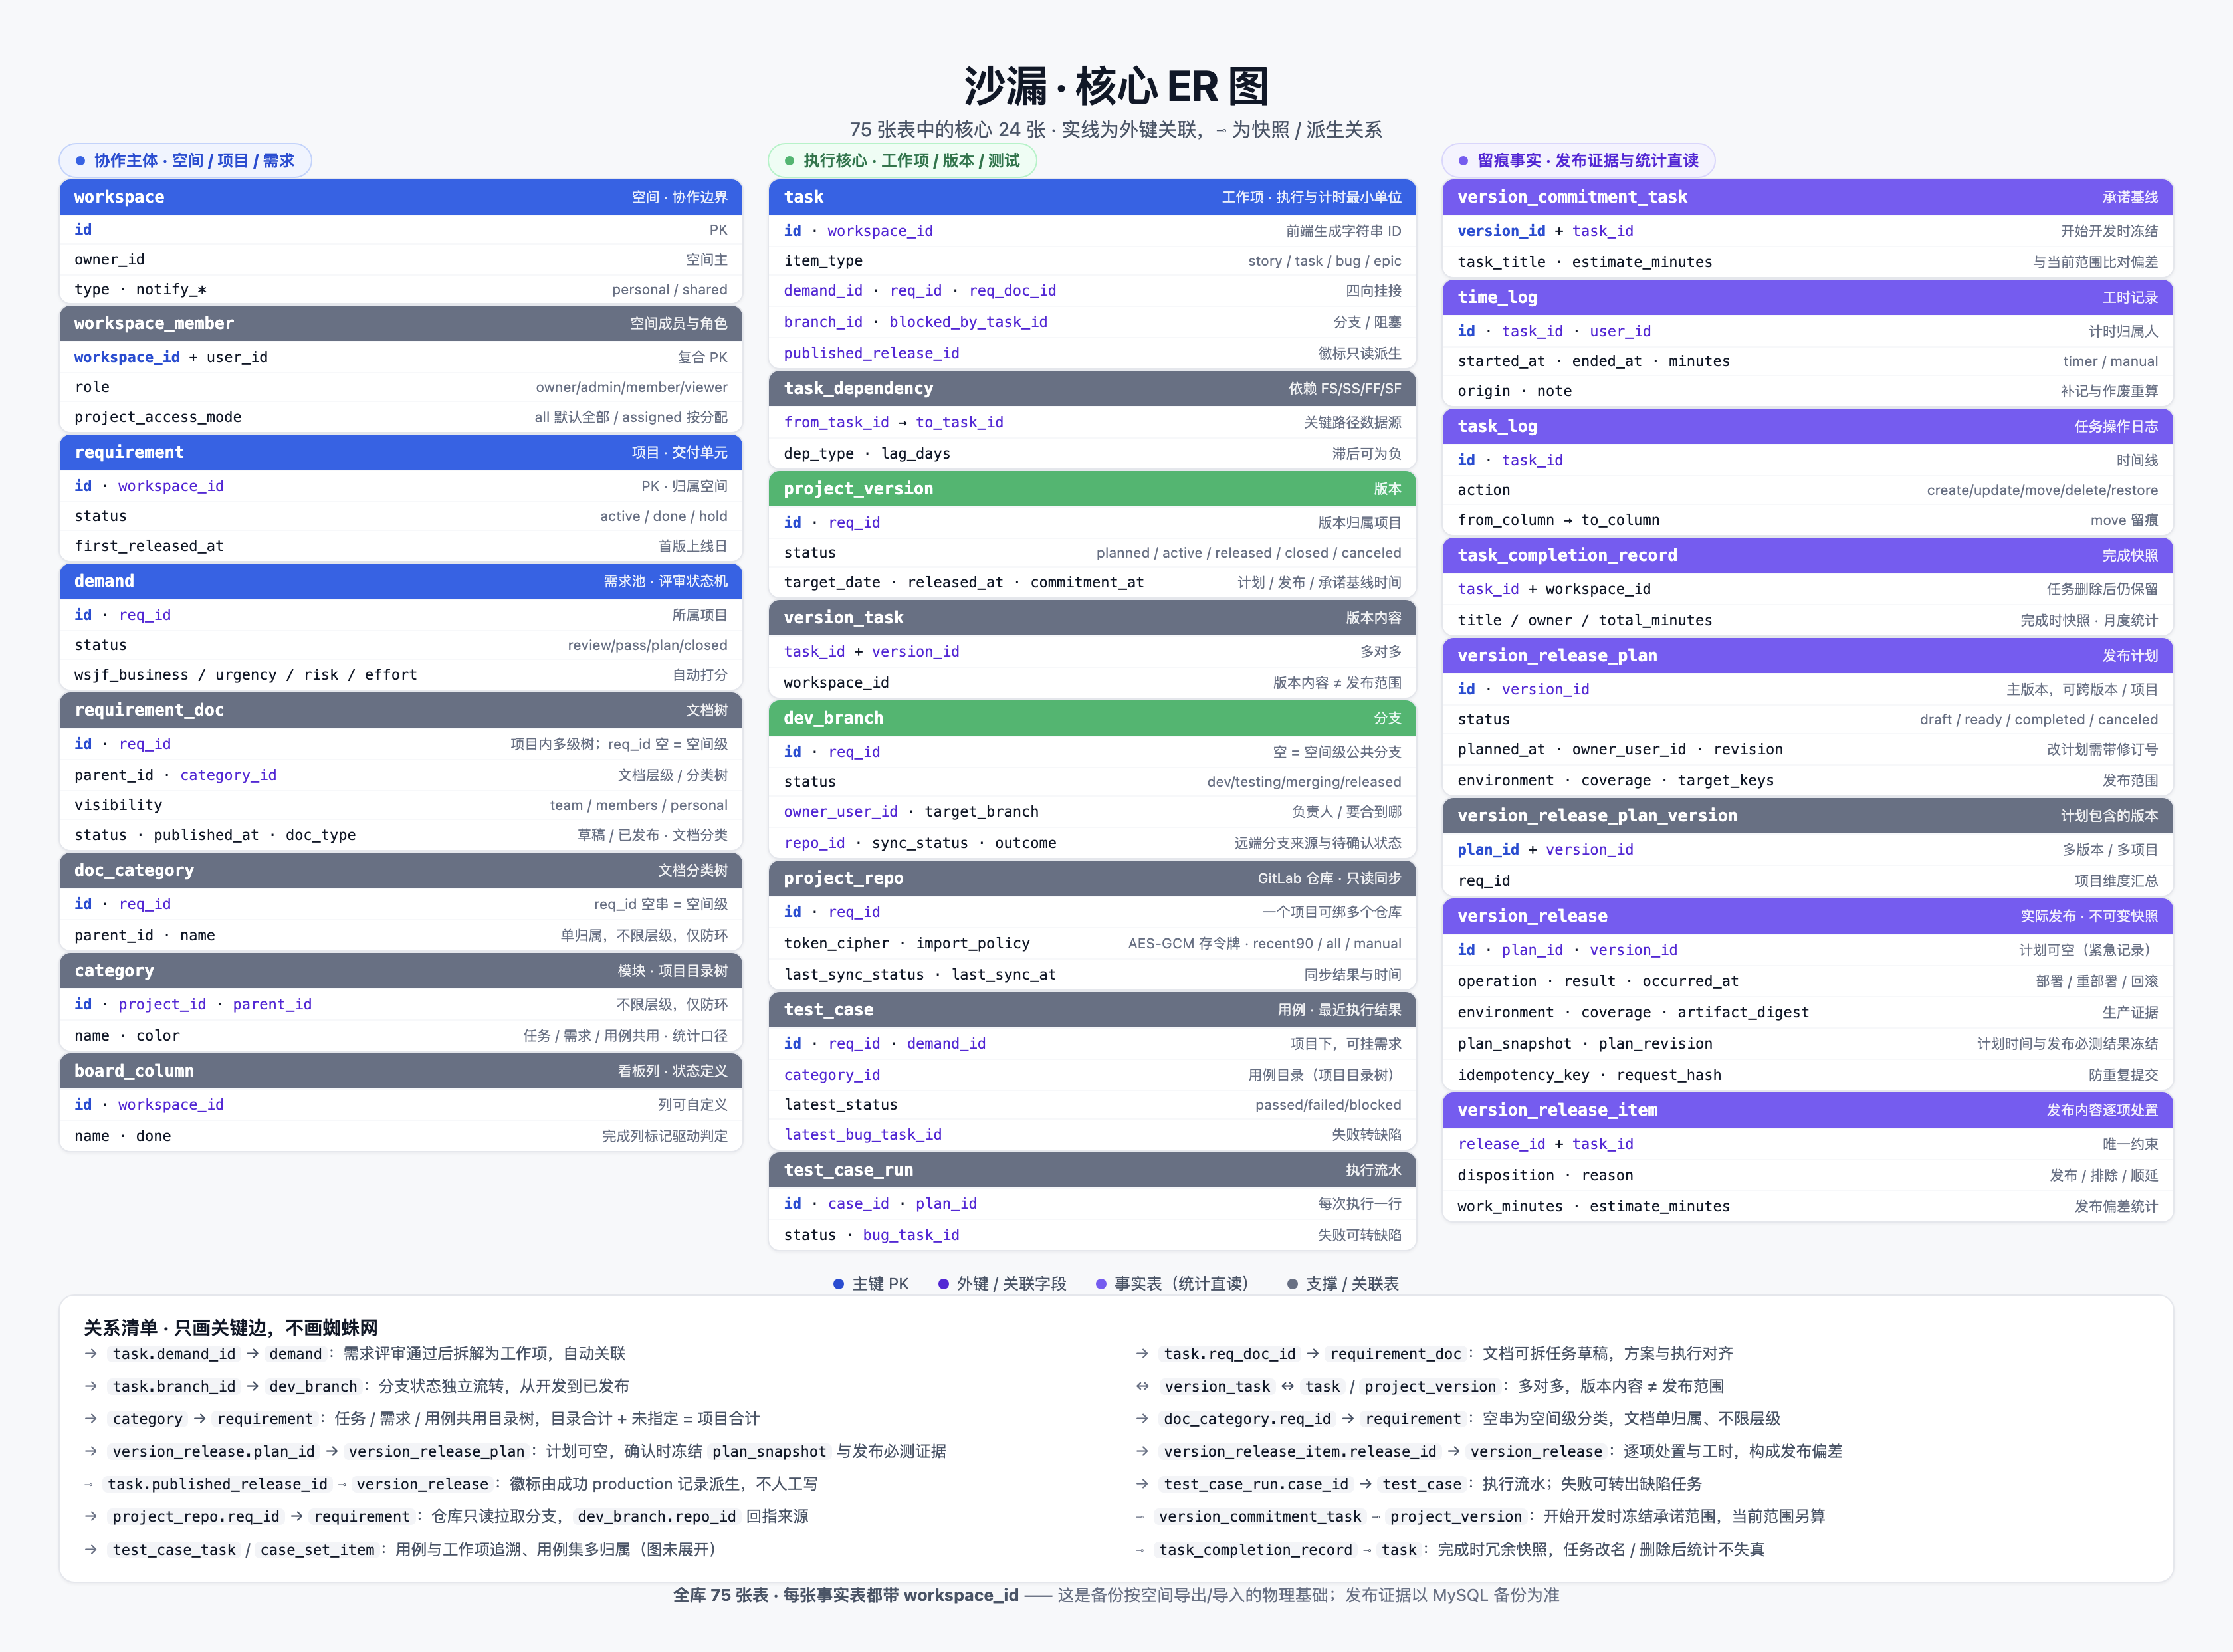 沙漏 · 核心 ER 图
75 张表中的核心 24 张 · 实线为外键关联，⊸ 为快照 / 派生关系
协作主体 · 空间 / 项目 / 需求
workspace 空间 · 协作边界
id PK
owner_id 空间主
type · notify_* personal / shared
workspace_member 空间成员与角色
workspace_id + user_id 复合 PK
role owner/admin/member/viewer
project_access_mode all 默认全部 / assigned 按分配
requirement 项目 · 交付单元
id · workspace_id PK · 归属空间
status active / done / hold
first_released_at 首版上线日
demand 需求池 · 评审状态机
id · req_id 所属项目
status review/pass/plan/closed
wsjf_business / urgency / risk / effort 自动打分
requirement_doc 文档树
id · req_id 项目内多级树；req_id 空 = 空间级
parent_id · category_id 文档层级 / 分类树
visibility team / members / personal
status · published_at · doc_type 草稿 / 已发布 · 文档分类
doc_category 文档分类树
id · req_id req_id 空串 = 空间级
parent_id · name 单归属，不限层级，仅防环
category 模块 · 项目目录树
id · project_id · parent_id 不限层级，仅防环
name · color 任务 / 需求 / 用例共用 · 统计口径
board_column 看板列 · 状态定义
id · workspace_id 列可自定义
name · done 完成列标记驱动判定
执行核心 · 工作项 / 版本 / 测试
task 工作项 · 执行与计时最小单位
id · workspace_id 前端生成字符串 ID
item_type story / task / bug / epic
demand_id · req_id · req_doc_id 四向挂接
branch_id · blocked_by_task_id 分支 / 阻塞
published_release_id 徽标只读派生
task_dependency 依赖 FS/SS/FF/SF
from_task_id → to_task_id 关键路径数据源
dep_type · lag_days 滞后可为负
project_version 版本
id · req_id 版本归属项目
status planned / active / released / closed / canceled
target_date · released_at · commitment_at 计划 / 发布 / 承诺基线时间
version_task 版本内容
task_id + version_id 多对多
workspace_id 版本内容 ≠ 发布范围
dev_branch 分支
id · req_id 空 = 空间级公共分支
status dev/testing/merging/released
owner_user_id · target_branch 负责人 / 要合到哪
repo_id · sync_status · outcome 远端分支来源与待确认状态
project_repo GitLab 仓库 · 只读同步
id · req_id 一个项目可绑多个仓库
token_cipher · import_policy AES-GCM 存令牌 · recent90 / all / manual
last_sync_status · last_sync_at 同步结果与时间
test_case 用例 · 最近执行结果
id · req_id · demand_id 项目下，可挂需求
category_id 用例目录（项目目录树）
latest_status passed/failed/blocked
latest_bug_task_id 失败转缺陷
test_case_run 执行流水
id · case_id · plan_id 每次执行一行
status · bug_task_id 失败可转缺陷
留痕事实 · 发布证据与统计直读
version_commitment_task 承诺基线
version_id + task_id 开始开发时冻结
task_title · estimate_minutes 与当前范围比对偏差
time_log 工时记录
id · task_id · user_id 计时归属人
started_at · ended_at · minutes timer / manual
origin · note 补记与作废重算
task_log 任务操作日志
id · task_id 时间线
action create/update/move/delete/restore
from_column → to_column move 留痕
task_completion_record 完成快照
task_id + workspace_id 任务删除后仍保留
title / owner / total_minutes 完成时快照 · 月度统计
version_release_plan 发布计划
id · version_id 主版本，可跨版本 / 项目
status draft / ready / completed / canceled
planned_at · owner_user_id · revision 改计划需带修订号
environment · coverage · target_keys 发布范围
version_release_plan_version 计划包含的版本
plan_id + version_id 多版本 / 多项目
req_id 项目维度汇总
version_release 实际发布 · 不可变快照
id · plan_id · version_id 计划可空（紧急记录）
operation · result · occurred_at 部署 / 重部署 / 回滚
environment · coverage · artifact_digest 生产证据
plan_snapshot · plan_revision 计划时间与发布必测结果冻结
idempotency_key · request_hash 防重复提交
version_release_item 发布内容逐项处置
release_id + task_id 唯一约束
disposition · reason 发布 / 排除 / 顺延
work_minutes · estimate_minutes 发布偏差统计
主键 PK 外键 / 关联字段 事实表（统计直读） 支撑 / 关联表
关系清单 · 只画关键边，不画蜘蛛网
→ task.demand_id → demand：需求评审通过后拆解为工作项，自动关联
→ task.req_doc_id → requirement_doc：文档可拆任务草稿，方案与执行对齐
→ task.branch_id → dev_branch：分支状态独立流转，从开发到已发布
↔ version_task ↔ task / project_version：多对多，版本内容 ≠ 发布范围
→ category → requirement：任务 / 需求 / 用例共用目录树，目录合计 + 未指定 = 项目合计
→ doc_category.req_id → requirement：空串为空间级分类，文档单归属、不限层级
→ version_release.plan_id → version_release_plan：计划可空，确认时冻结 plan_snapshot 与发布必测证据
→ version_release_item.release_id → version_release：逐项处置与工时，构成发布偏差
⊸ task.published_release_id ⊸ version_release：徽标由成功 production 记录派生，不人工写
→ test_case_run.case_id → test_case：执行流水；失败可转出缺陷任务
→ project_repo.req_id → requirement：仓库只读拉取分支，dev_branch.repo_id 回指来源
⊸ version_commitment_task ⊸ project_version：开始开发时冻结承诺范围，当前范围另算
→ test_case_task / case_set_item：用例与工作项追溯、用例集多归属（图未展开）
⊸ task_completion_record ⊸ task：完成时冗余快照，任务改名 / 删除后统计不失真
全库 75 张表 · 每张事实表都带 workspace_id —— 这是备份按空间导出/导入的物理基础；发布证据以 MySQL 备份为准